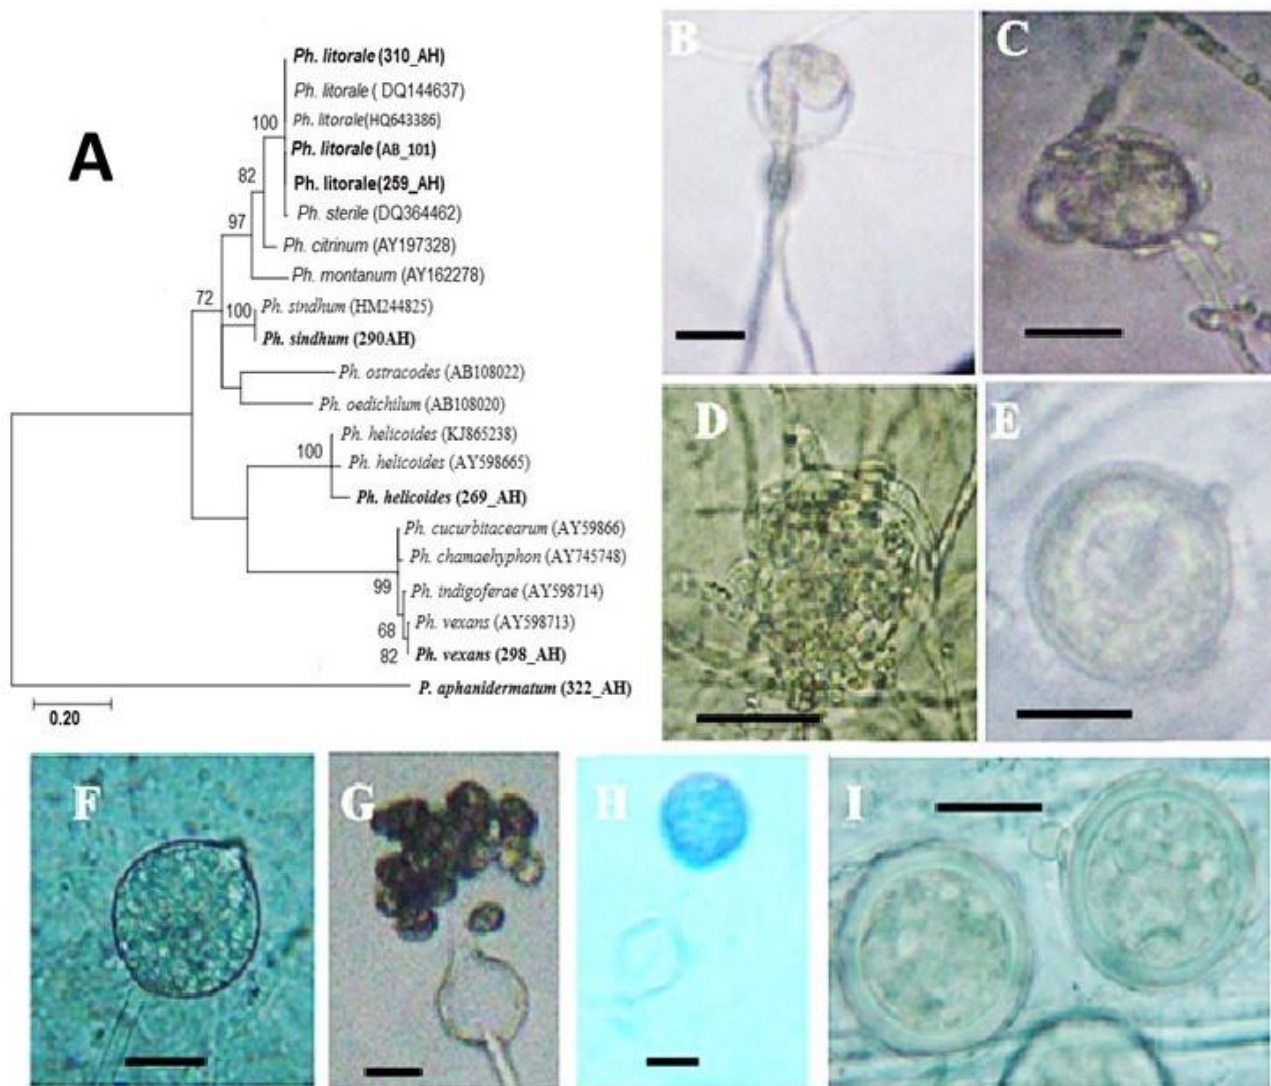 A
Ph. litorale (310_AH)
Ph. litorale ( DQ144637)
Ph. litorale(HQ643386)
100
Ph. litorale (AB_101)
82
Ph. litorale(259_AH)
Ph. sterile (DQ364462)
97
Ph. citrinum (AY197328)
Ph. montanum (AY162278)
72
100
Ph. sindhum (HM244825)
Ph. sindhum (290AH)
Ph. ostracodes (AB108022)
Ph. oedichilum (AB108020)
Ph. helicoides (KJ865238)
100
Ph. helicoides (AY598665)
Ph. helicoides (269_AH)
Ph. cucurbitacearum (AY59866)
Ph. chamaehyphon (AY745748)
99
Ph. indigoferae (AY598714)
68
Ph. vexans (AY598713)
82
Ph. vexans (298_AH)
P. aphanidermatum (322_AH)
0.20
B
C
D
E
F
G
H
I